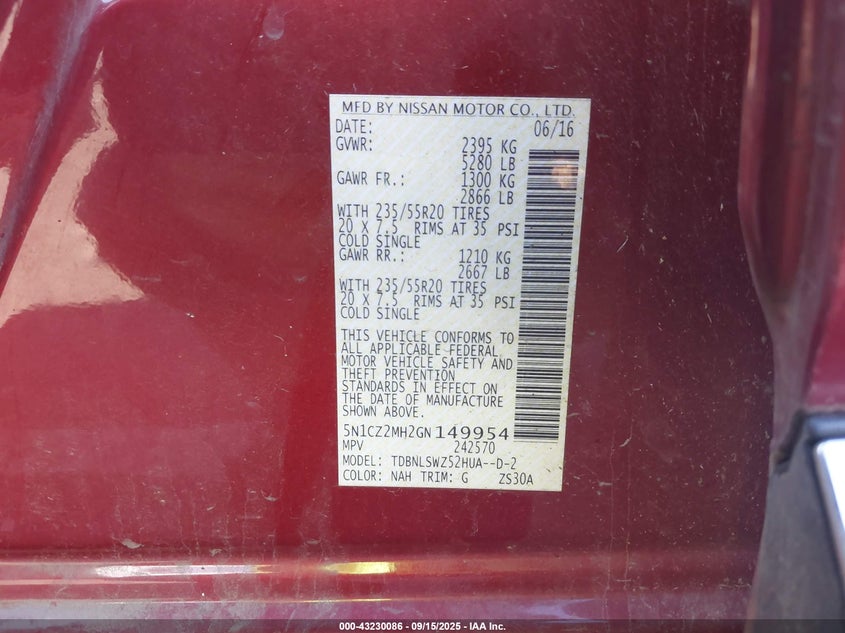 MFD BY NISSAN MOTOR CO., LTD.
DATE: 06/16
GVWR: 2395 KG
5280 LB
GAWR FR.: 1300 KG
2866 LB
WITH 235/55R20 TIRES
20 X 7.5 RIMS AT 35 PSI
COLD SINGLE
GAWR RR.: 1210 KG
2667 LB
WITH 235/55R20 TIRES
20 X 7.5 RIMS AT 35 PSI
COLD SINGLE
THIS VEHICLE CONFORMS TO
ALL APPLICABLE FEDERAL
MOTOR VEHICLE SAFETY AND
THEFT PREVENTION
STANDARDS IN EFFECT ON
THE DATE OF MANUFACTURE
SHOWN ABOVE.
5N1CZ2MH2GN149954
MPV 242570
MODEL: TDBNLSWZ52HUA--D-2
COLOR: NAH TRIM: G ZS30A
000-43230086 - 09/15/2025 - IAA Inc.